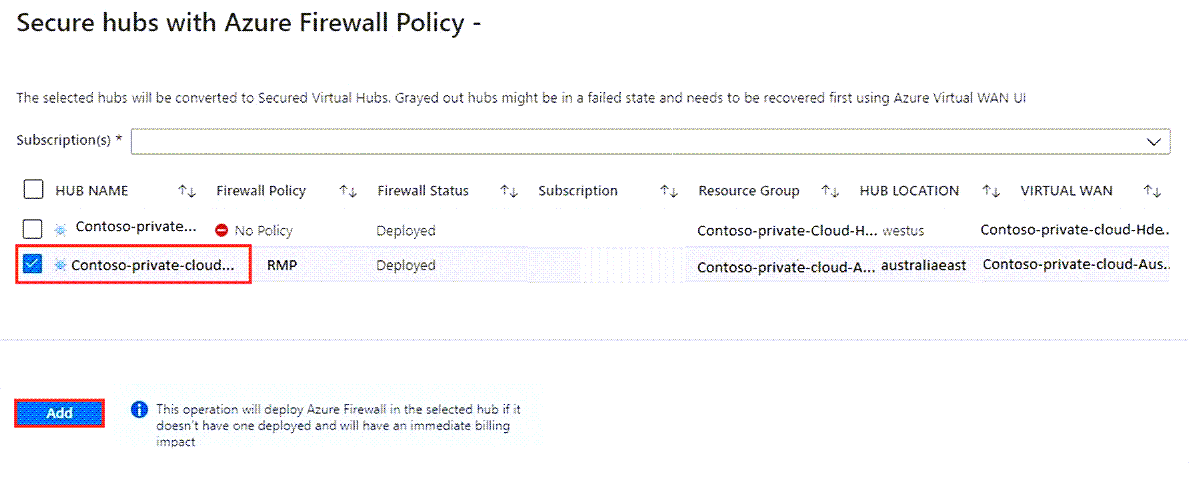 Secure hubs with Azure Firewall Policy -
The selected hubs will be converted to Secured Virtual Hubs. Grayed out hubs might be in a failed state and needs to be recovered first using Azure Virtual WAN UI
Subscription(s) *
HUB NAME ↑↓ Firewall Policy ↑↓ Firewall Status ↑↓ Subscription ↑↓ Resource Group ↑↓ HUB LOCATION ↑↓ VIRTUAL WAN ↑↓
Contoso-private... No Policy Deployed Contoso-private-Cloud-H... westus Contoso-private-cloud-Hde..
Contoso-private-cloud... RMP Deployed Contoso-private-cloud-A... australiaeast Contoso-private-cloud-Aus..
Add
This operation will deploy Azure Firewall in the selected hub if it
doesn't have one deployed and will have an immediate billing
impact